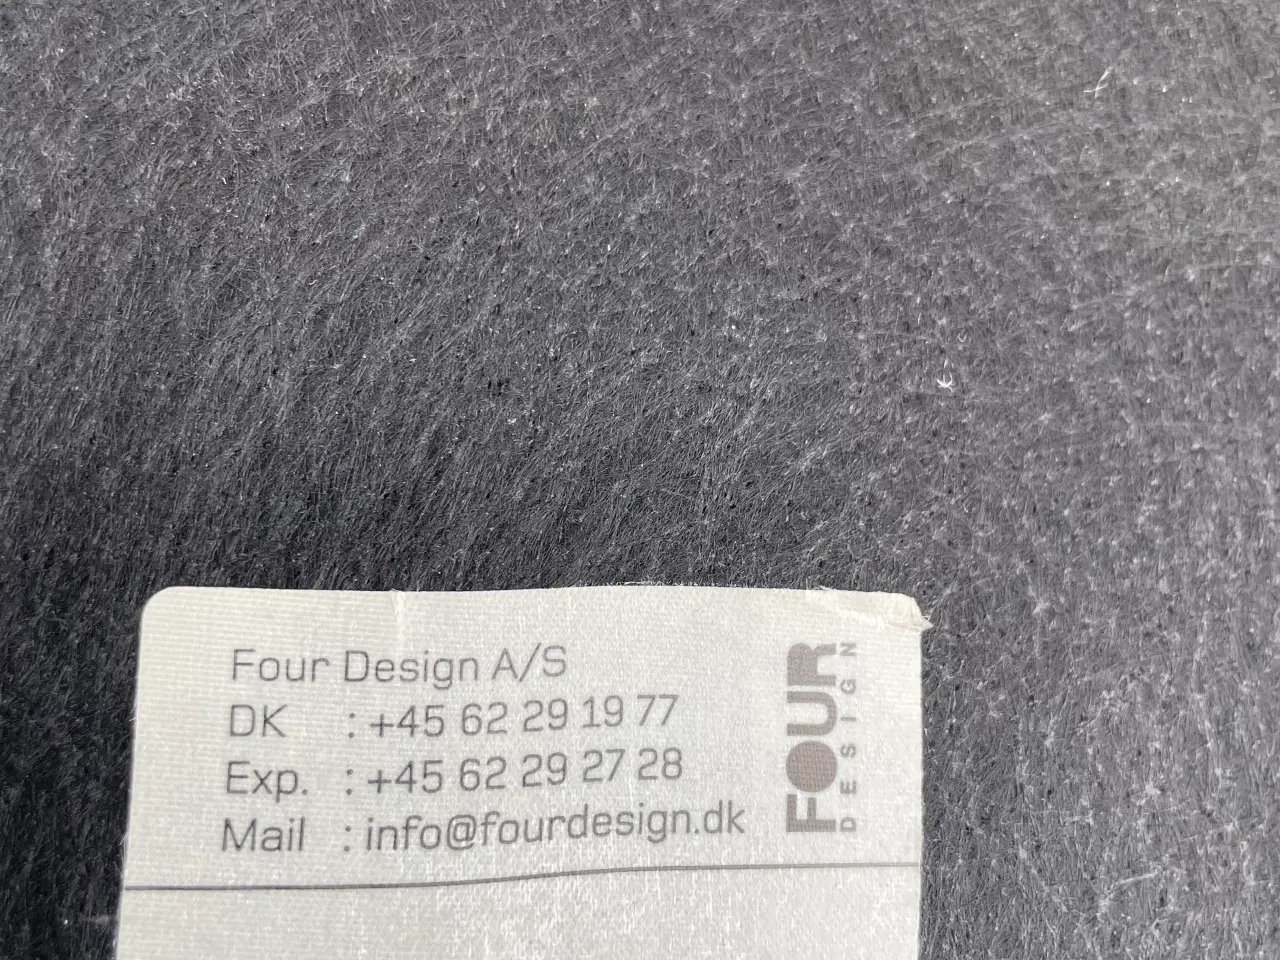 Four Design A/S
DK : +45 62 29 19 77
Exp. : +45 62 29 27 28
Mail : info@fourdesign.dk
FOUR
DESIGN